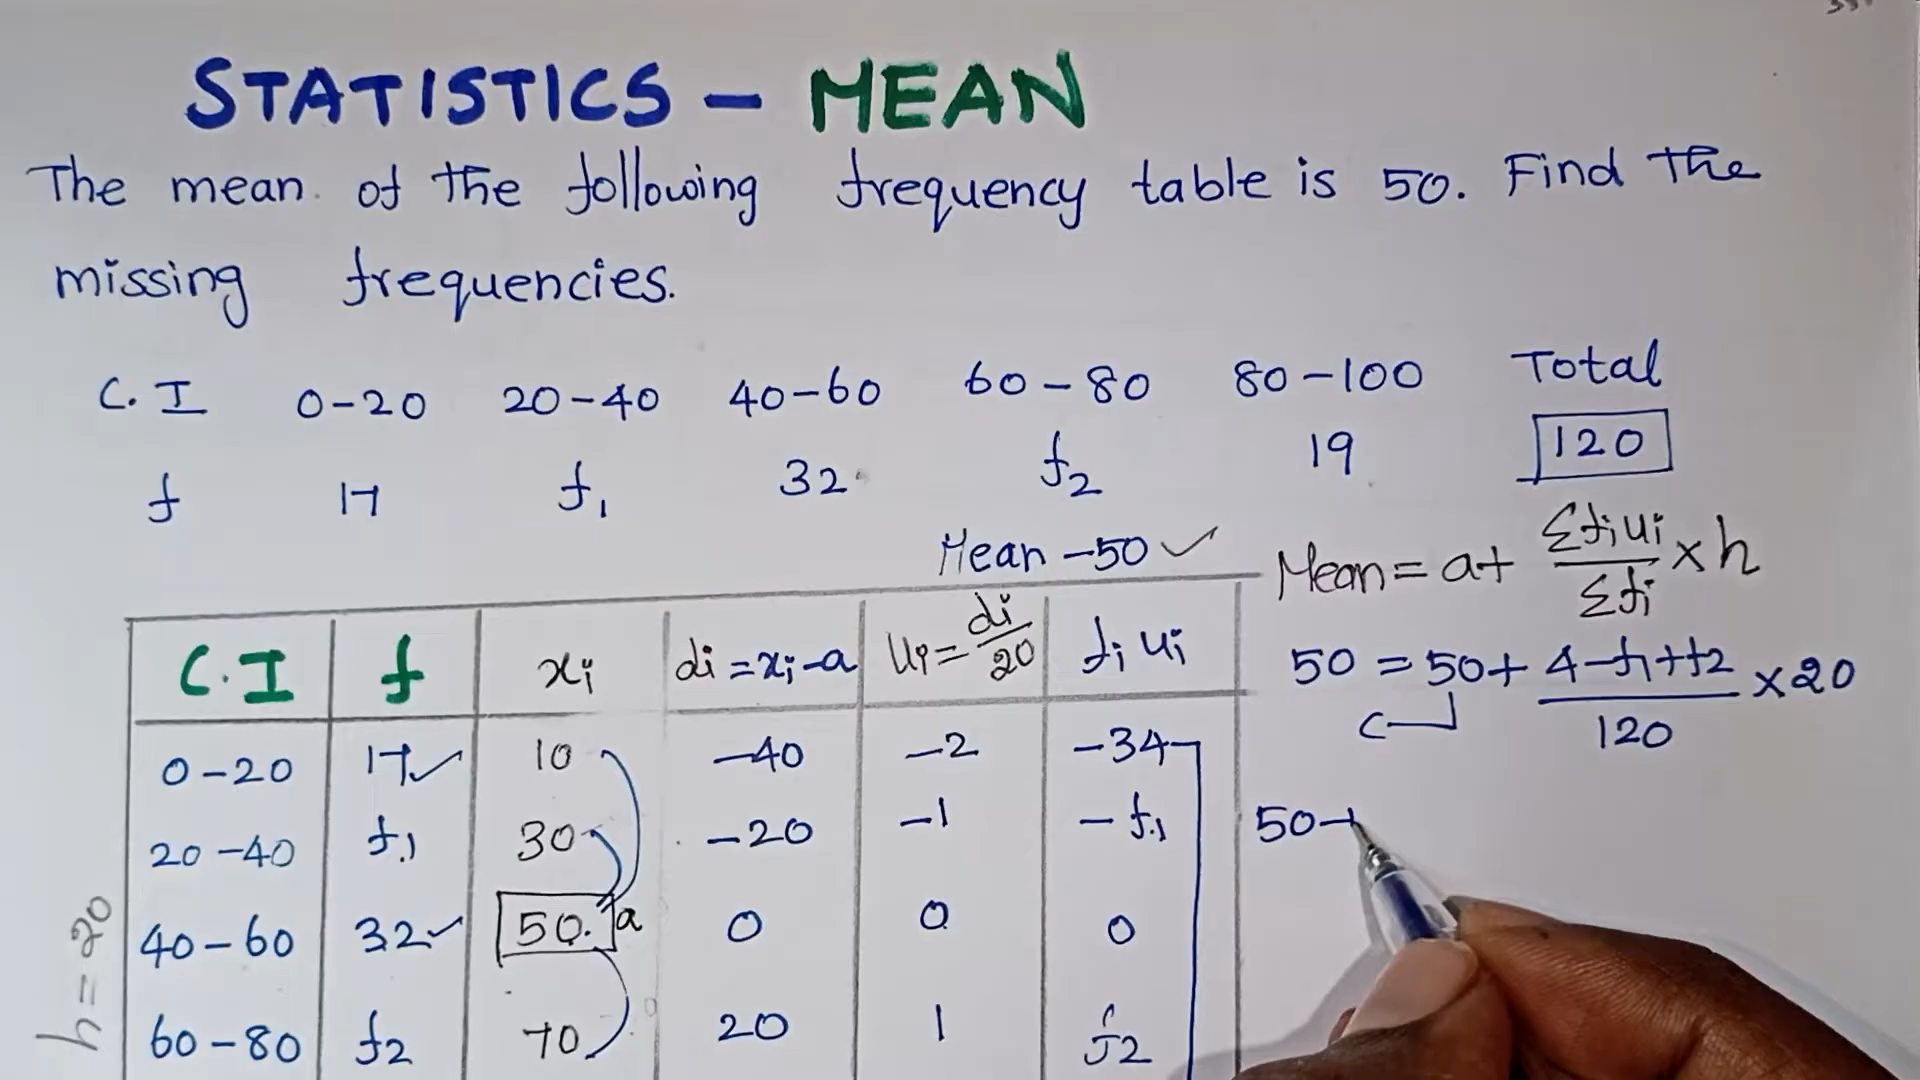 STATISTICS - MEAN
The mean of the following frequency table is 50. Find the
missing frequencies.
C.I 0-20 20-40 40-60 60-80 80-100 Total
f 17 f1 32 f2 19 120
Mean -50 ✓
Mean = a + Σfiui/Σfi × h
50 = 50 + 4-f1+f2/120 × 20
50-
C.I f xi di = xi-a Ui = di/20 fiui
0-20 17 ✓ 10 -40 -2 -34
20-40 f1 30 -20 -1 -f1
40-60 32 ✓ 50. a 0 0 0
60-80 f2 70 20 1 f2
h = 20